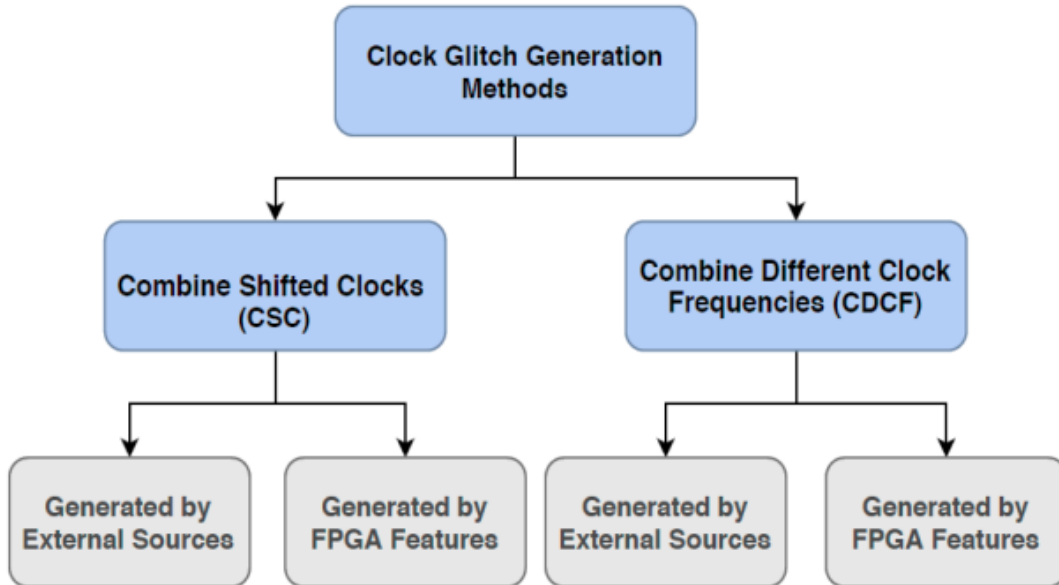 Clock Glitch Generation
Methods
Combine Shifted Clocks
(CSC)
Combine Different Clock
Frequencies (CDCF)
Generated by
External Sources
Generated by
FPGA Features
Generated by
External Sources
Generated by
FPGA Features